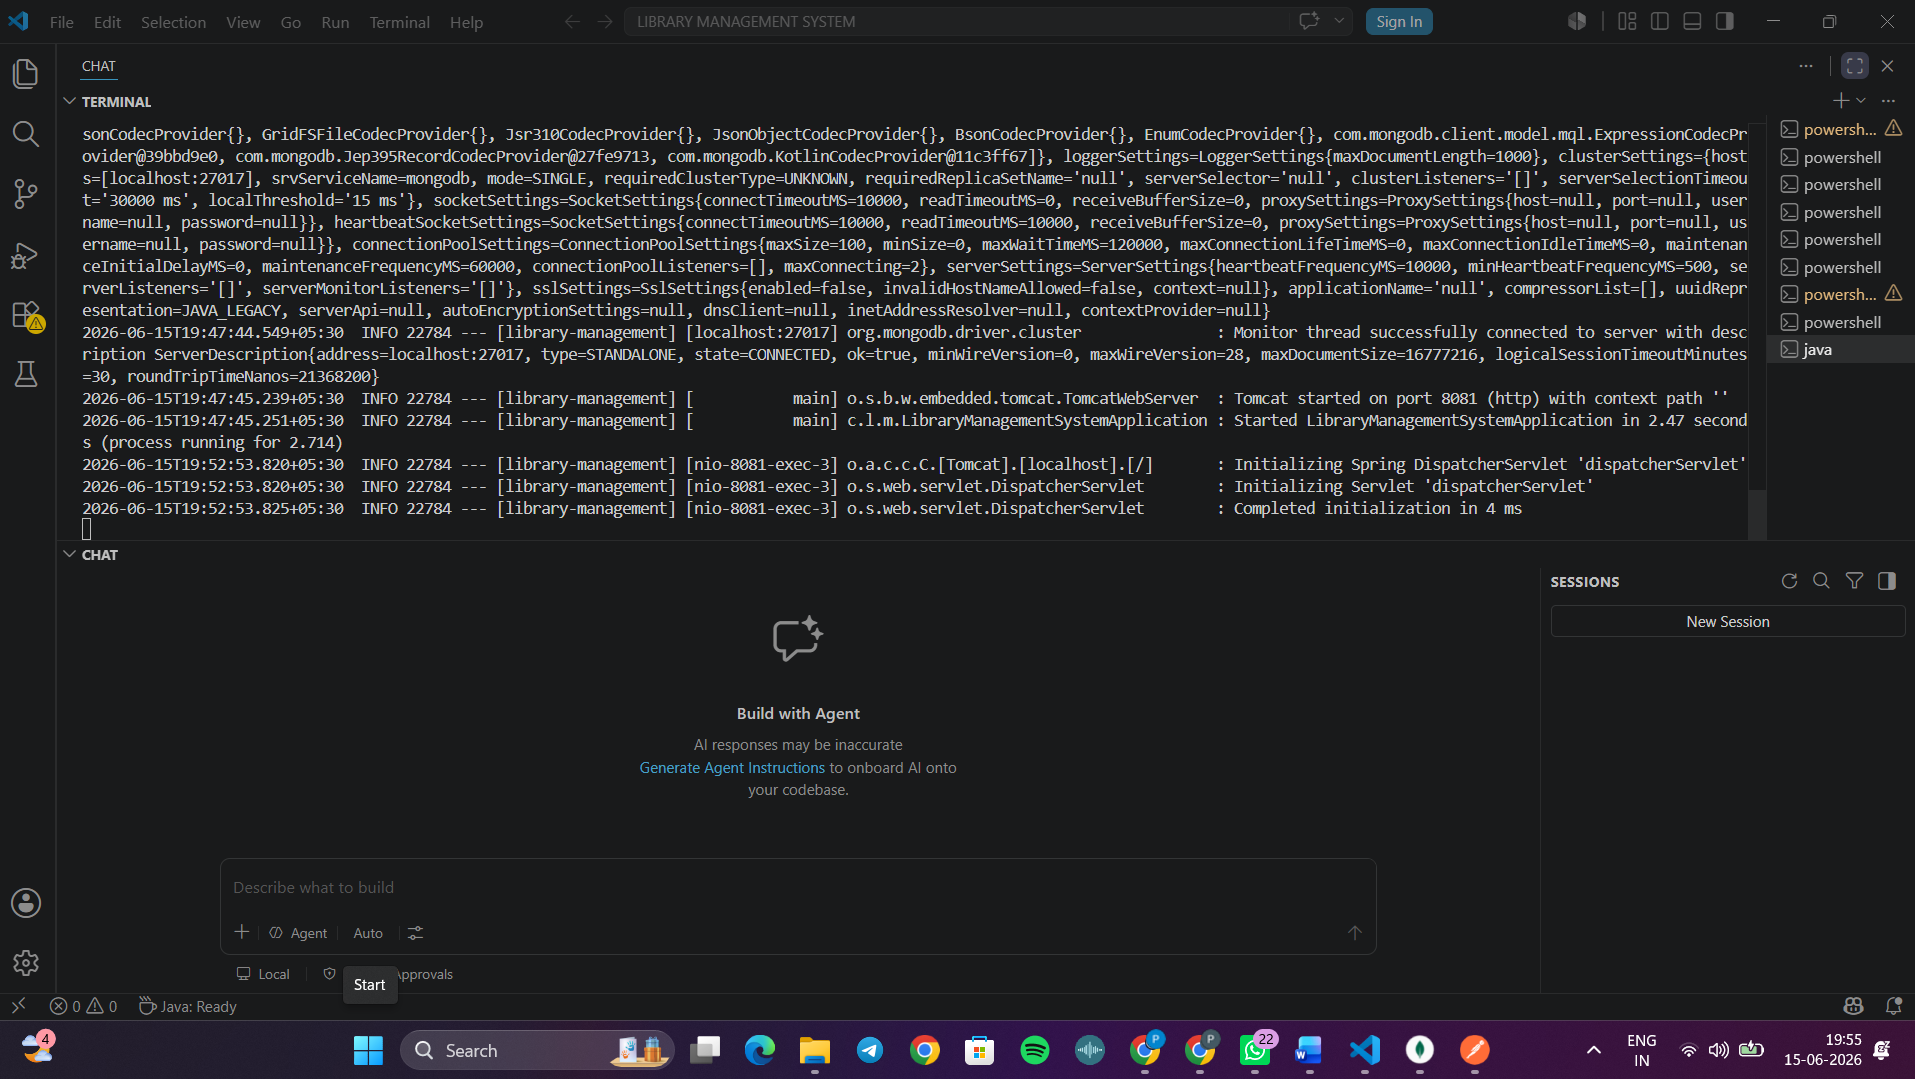 File Edit Selection View Go Run Terminal Help
LIBRARY MANAGEMENT SYSTEM
Sign In
CHAT
TERMINAL
sonCodecProvider{}, GridFSFileCodecProvider{}, Jsr310CodecProvider{}, JsonObjectCodecProvider{}, BsonCodecProvider{}, EnumCodecProvider{}, com.mongodb.client.model.mql.ExpressionCodecPr
ovider@39bbd9e0, com.mongodb.Jep395RecordCodecProvider@27fe9713, com.mongodb.KotlinCodecProvider@11c3ff67]}, loggerSettings=LoggerSettings{maxDocumentLength=1000}, clusterSettings={host
s=[localhost:27017], srvServiceName=mongodb, mode=SINGLE, requiredClusterType=UNKNOWN, requiredReplicaSetName='null', serverSelector='null', clusterListeners='[]', serverSelectionTimeou
t='30000 ms', localThreshold='15 ms'}, socketSettings=SocketSettings{connectTimeoutMS=10000, readTimeoutMS=0, receiveBufferSize=0, proxySettings=ProxySettings{host=null, port=null, user
name=null, password=null}}, heartbeatSocketSettings=SocketSettings{connectTimeoutMS=10000, readTimeoutMS=10000, receiveBufferSize=0, proxySettings=ProxySettings{host=null, port=null, us
ername=null, password=null}}, connectionPoolSettings=ConnectionPoolSettings{maxSize=100, minSize=0, maxWaitTimeMS=120000, maxConnectionLifeTimeMS=0, maxConnectionIdleTimeMS=0, maintenan
ceInitialDelayMS=0, maintenanceFrequencyMS=60000, connectionPoolListeners=[], maxConnecting=2}, serverSettings=ServerSettings{heartbeatFrequencyMS=10000, minHeartbeatFrequencyMS=500, se
rverListeners='[]', serverMonitorListeners='[]'}, sslSettings=SslSettings{enabled=false, invalidHostNameAllowed=false, context=null}, applicationName='null', compressorList=[], uuidRepr
esentation=JAVA_LEGACY, serverApi=null, autoEncryptionSettings=null, dnsClient=null, inetAddressResolver=null, contextProvider=null}
2026-06-15T19:47:44.549+05:30  INFO 22784 --- [library-management] [localhost:27017] org.mongodb.driver.cluster               : Monitor thread successfully connected to server with desc
ription ServerDescription{address=localhost:27017, type=STANDALONE, state=CONNECTED, ok=true, minWireVersion=0, maxWireVersion=28, maxDocumentSize=16777216, logicalSessionTimeoutMinutes
=30, roundTripTimeNanos=21368200}
2026-06-15T19:47:45.239+05:30  INFO 22784 --- [library-management] [           main] o.s.b.w.embedded.tomcat.TomcatWebServer  : Tomcat started on port 8081 (http) with context path ''
2026-06-15T19:47:45.251+05:30  INFO 22784 --- [library-management] [           main] c.l.m.LibraryManagementSystemApplication : Started LibraryManagementSystemApplication in 2.47 second
s (process running for 2.714)
2026-06-15T19:52:53.820+05:30  INFO 22784 --- [library-management] [nio-8081-exec-3] o.a.c.c.C.[Tomcat].[localhost].[/]       : Initializing Spring DispatcherServlet 'dispatcherServlet'
2026-06-15T19:52:53.820+05:30  INFO 22784 --- [library-management] [nio-8081-exec-3] o.s.web.servlet.DispatcherServlet        : Initializing Servlet 'dispatcherServlet'
2026-06-15T19:52:53.825+05:30  INFO 22784 --- [library-management] [nio-8081-exec-3] o.s.web.servlet.DispatcherServlet        : Completed initialization in 4 ms
powersh...
powershell
powershell
powershell
powershell
powershell
powersh...
powershell
java
CHAT
SESSIONS
New Session
Build with Agent
AI responses may be inaccurate
Generate Agent Instructions to onboard AI onto
your codebase.
Describe what to build
Agent Auto
Local
Approvals
Start
0 0 Java: Ready
4
Search
P
P
22
W
ENG
IN
19:55
15-06-2026